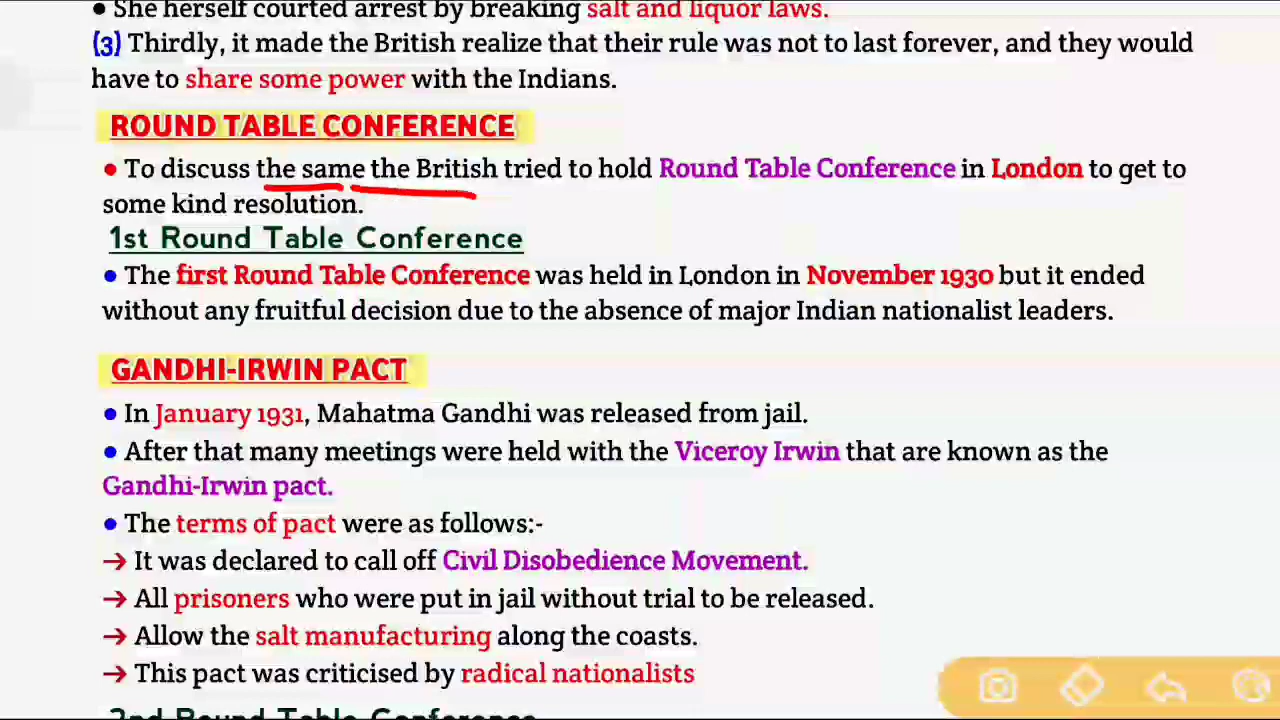 • She herself courted arrest by breaking salt and liquor laws.
(3) Thirdly, it made the British realize that their rule was not to last forever, and they would
have to share some power with the Indians.
ROUND TABLE CONFERENCE
• To discuss the same the British tried to hold Round Table Conference in London to get to
some kind resolution.
1st Round Table Conference
• The first Round Table Conference was held in London in November 1930 but it ended
without any fruitful decision due to the absence of major Indian nationalist leaders.
GANDHI-IRWIN PACT
• In January 1931, Mahatma Gandhi was released from jail.
• After that many meetings were held with the Viceroy Irwin that are known as the
Gandhi-Irwin pact.
• The terms of pact were as follows:-
→ It was declared to call off Civil Disobedience Movement.
→ All prisoners who were put in jail without trial to be released.
→ Allow the salt manufacturing along the coasts.
→ This pact was criticised by radical nationalists
2nd Round Table Conference